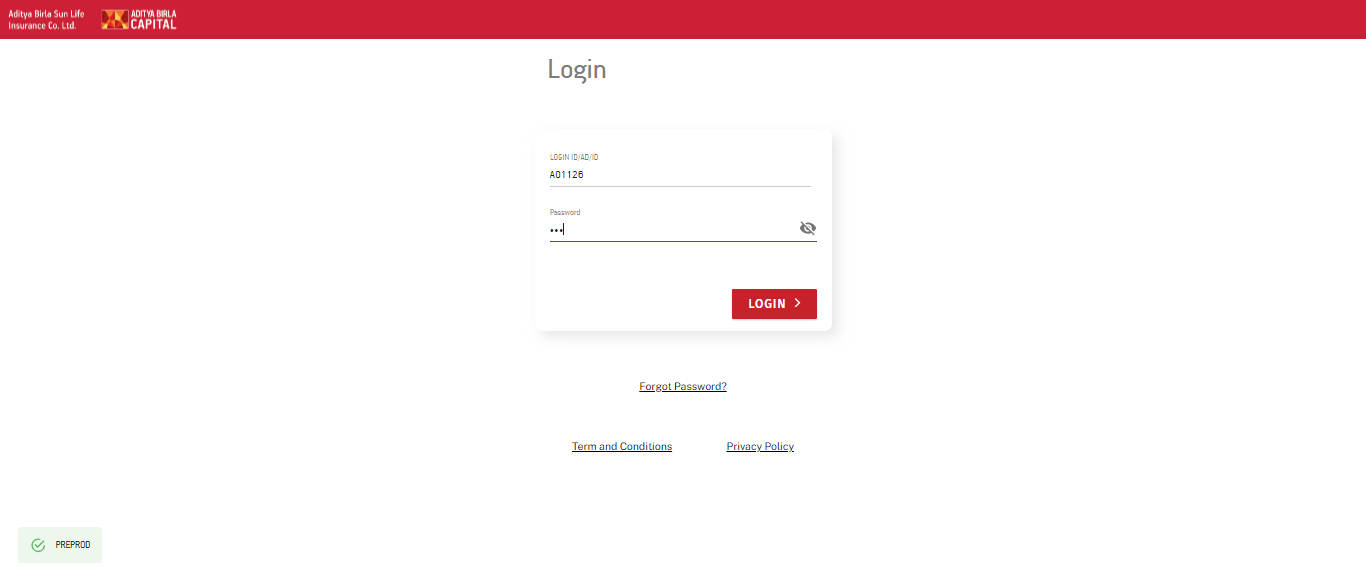 Aditya Birla Sun Life
Insurance Co. Ltd.
ADITYA BIRLA
CAPITAL
Login
LOGIN ID/AD/ID
A01126
Password
•••
LOGIN
Forgot Password?
Term and Conditions
Privacy Policy
PREPROD